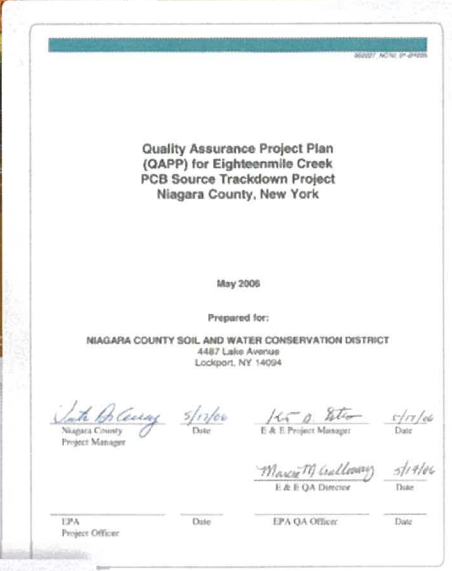 Quality Assurance Project Plan
(QAPP) for Eighteenmile Creek
PCB Source Trackdown Project
Niagara County, New York
May 2006
Prepared for:
NIAGARA COUNTY SOIL AND WATER CONSERVATION DISTRICT
4487 Lake Avenue
Lockport, NY 14094
5/17/06 5/17/06
Niagara County Date E & E Project Manager Date
Project Manager
Marcia M Galloway 5/19/06
E & E QA Director Date
EPA Date EPA QA Officer Date
Project Officer